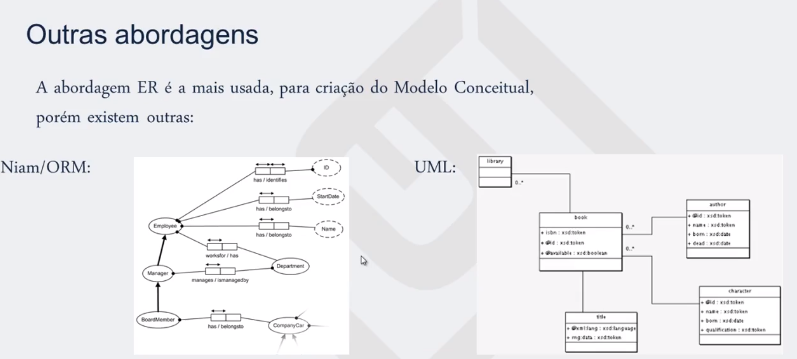 Outras abordagens
A abordagem ER é a mais usada, para criação do Modelo Conceitual,
porém existem outras:
Niam/ORM:
ID
has / identifies
StartDate
has / belongsto
Employee
Name
has / belongsto
worksfor / has
Department
Manager
manages / ismanagedby
BoardMember
has / belongsto
CompanyCar
UML:
library
0..*
book
+ isbn : xsd:token
+ @id : xsd:token
+ @available : xsd:boolean
0..*
0..*
author
+ @id : xsd:token
+ name : xsd:token
+ born : xsd:date
+ dead : xsd:date
character
+ @id : xsd:token
+ name : xsd:token
+ born : xsd:date
+ qualification : xsd:token
title
+ @xml:lang : xsd:language
+ rng:data : xsd:token